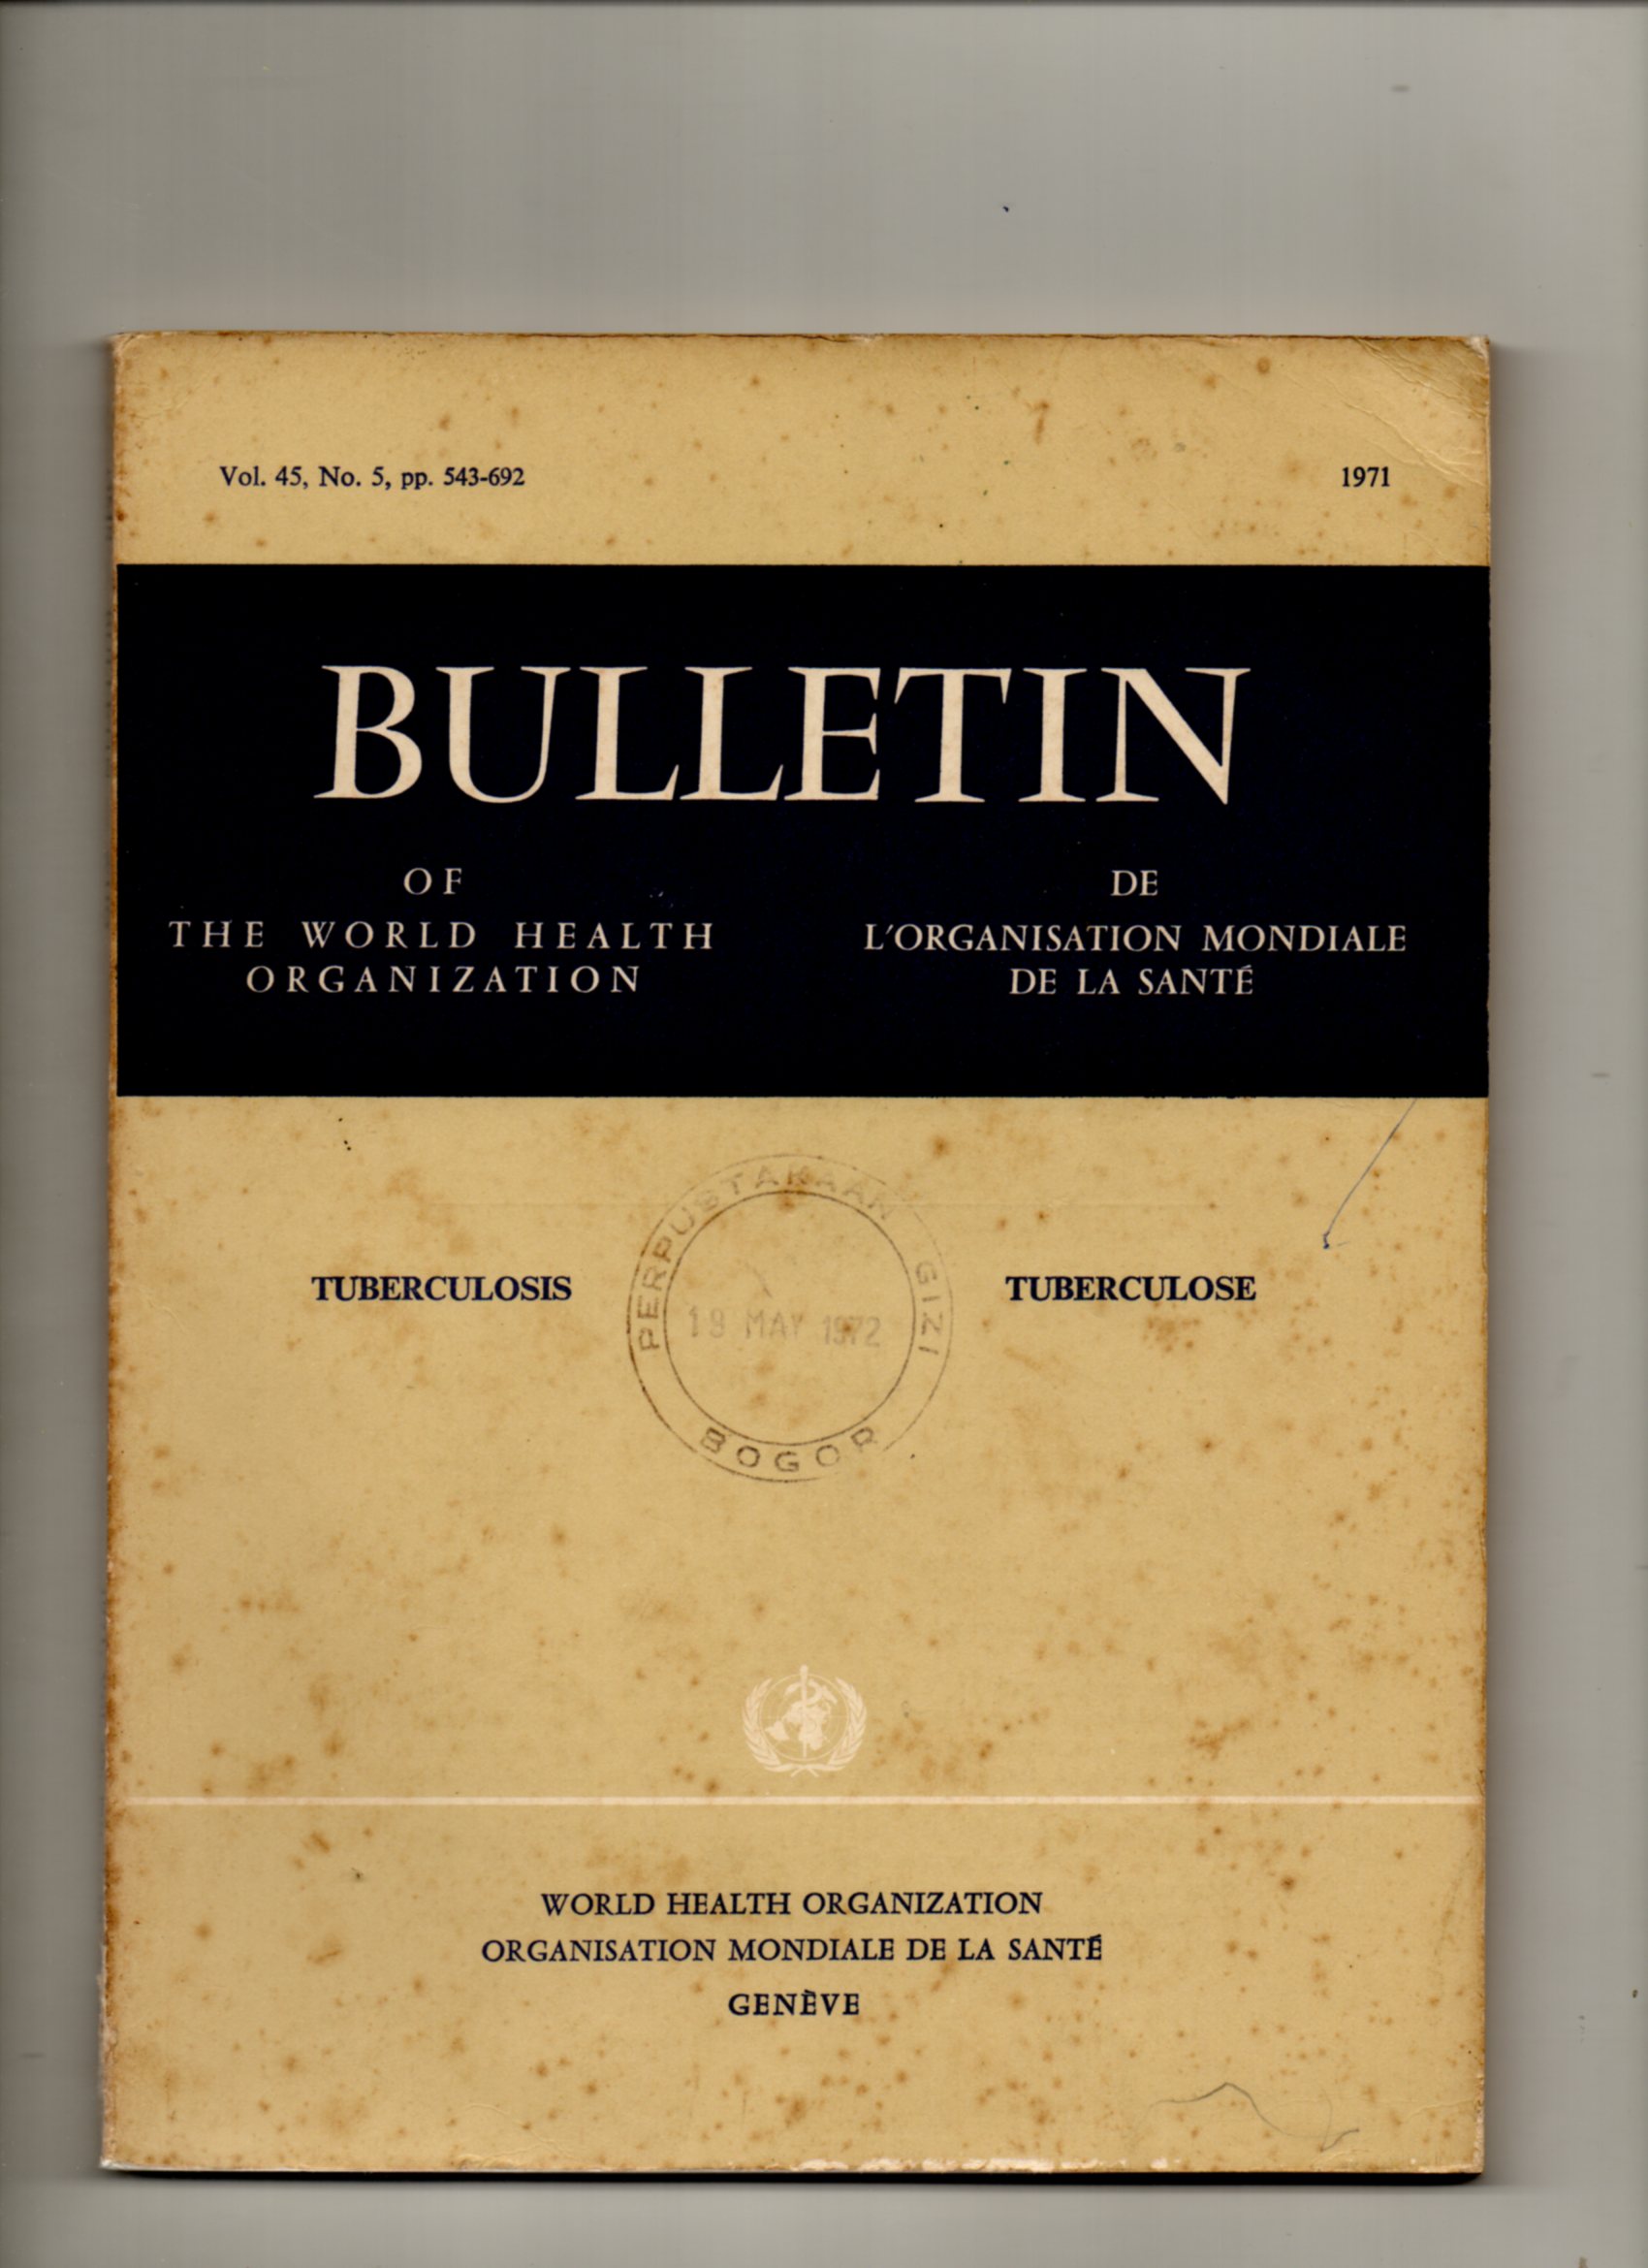 Vol. 45, No. 5, pp. 543-692
1971
BULLETIN
OF
THE WORLD HEALTH
ORGANIZATION
DE
L'ORGANISATION MONDIALE
DE LA SANTÉ
TUBERCULOSIS
TUBERCULOSE
PERPUSTAKAAN GIZI
19 MAY 1972
BOGOR
WORLD HEALTH ORGANIZATION
ORGANISATION MONDIALE DE LA SANTÉ
GENÈVE